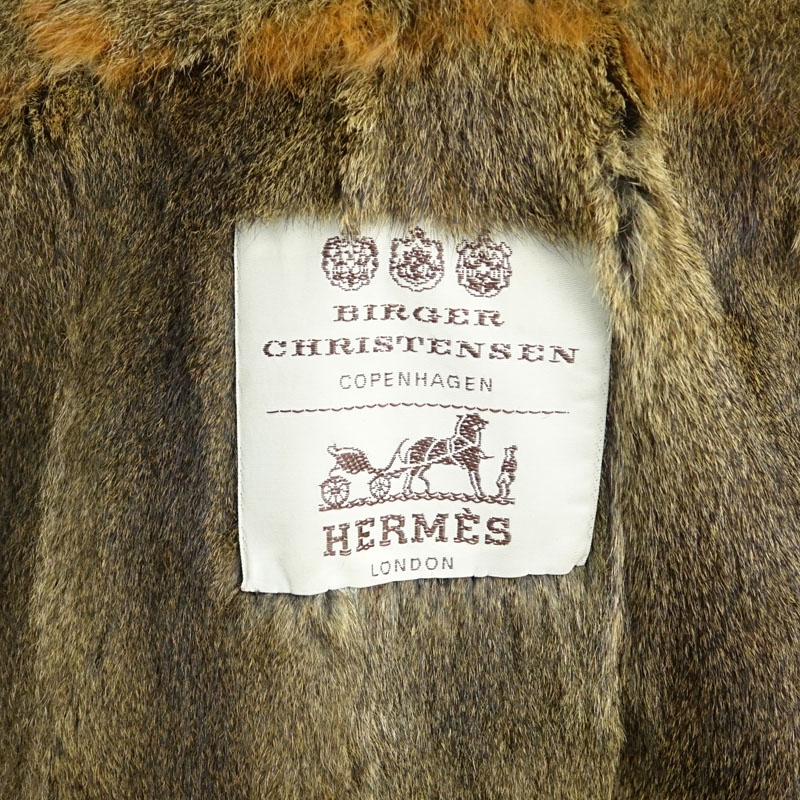 BIRGER
CHRISTENSEN
COPENHAGEN
HERMÈS
LONDON